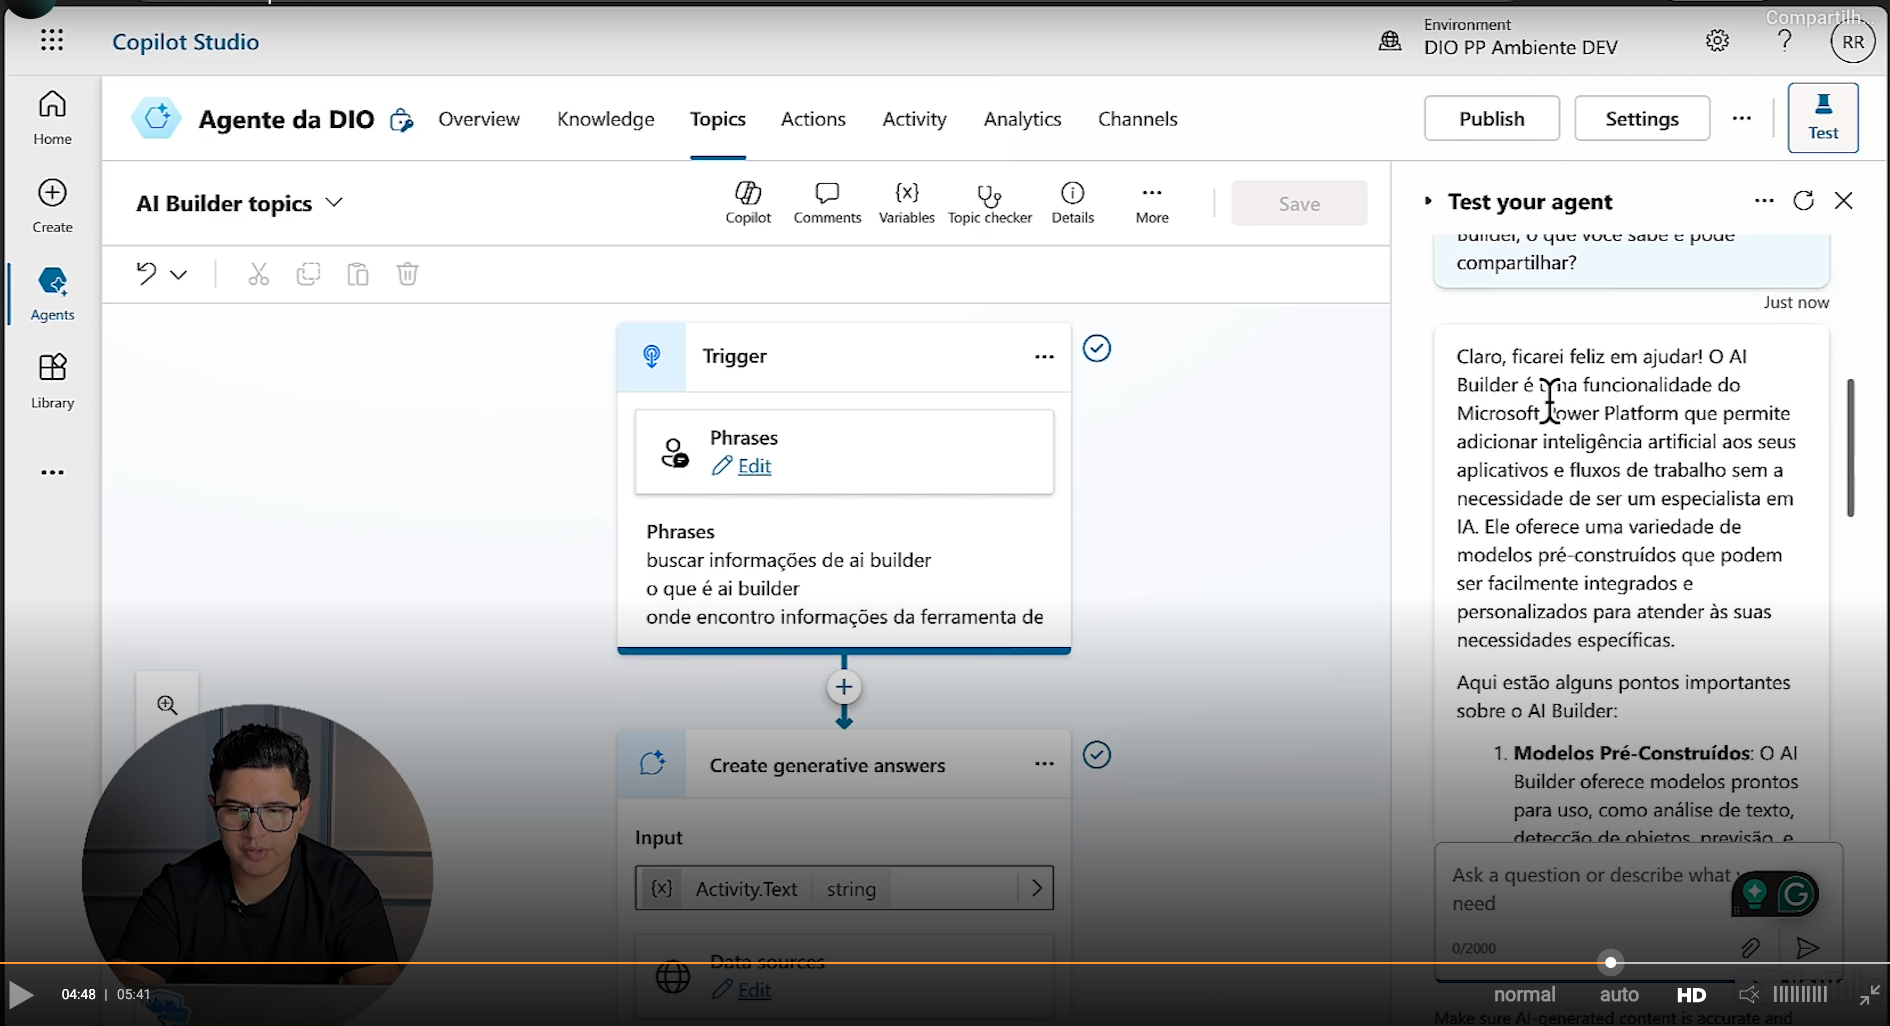 Compartilh...
Copilot Studio
Environment
DIO PP Ambiente DEV
RR
Home
Create
Agents
Library
Agente da DIO
Overview
Knowledge
Topics
Actions
Activity
Analytics
Channels
Publish
Settings
Test
AI Builder topics
Copilot
Comments
Variables
Topic checker
Details
More
Save
Trigger
Phrases
Edit
Phrases
buscar informações de ai builder
o que é ai builder
onde encontro informações da ferramenta de
Create generative answers
Input
{x} Activity.Text string
Data sources
Edit
Test your agent
Builder, o que você sabe e pode
compartilhar?
Just now
Claro, ficarei feliz em ajudar! O AI
Builder é uma funcionalidade do
Microsoft Power Platform que permite
adicionar inteligência artificial aos seus
aplicativos e fluxos de trabalho sem a
necessidade de ser um especialista em
IA. Ele oferece uma variedade de
modelos pré-construídos que podem
ser facilmente integrados e
personalizados para atender às suas
necessidades específicas.
Aqui estão alguns pontos importantes
sobre o AI Builder:
1. Modelos Pré-Construídos: O AI
Builder oferece modelos prontos
para uso, como análise de texto,
detecção de objetos, previsão, e
Ask a question or describe what
need
0/2000
Make sure AI-generated content is accurate and
04:48 | 05:41
normal
auto
HD